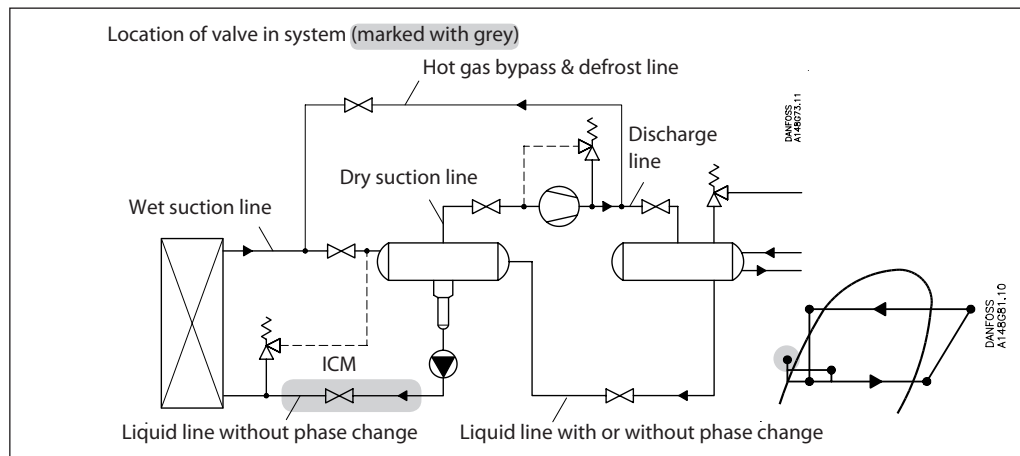 Location of valve in system (marked with grey)
Hot gas bypass & defrost line
DANFOSS
A148G73.11
Discharge
line
Dry suction line
Wet suction line
DANFOSS
A148G81.10
ICM
Liquid line without phase change
Liquid line with or without phase change